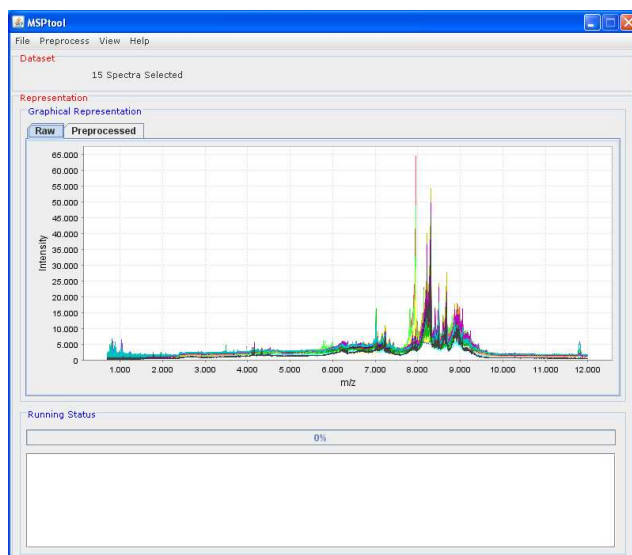 MSPtool
File Preprocess View Help
Dataset
15 Spectra Selected
Representation
Graphical Representation
Raw Preprocessed
65.000
60.000
55.000
50.000
45.000
40.000
35.000
30.000
25.000
20.000
15.000
10.000
5.000
0
Intensity
1.000 2.000 3.000 4.000 5.000 6.000 7.000 8.000 9.000 10.000 11.000 12.000
m/z
Running Status
0%